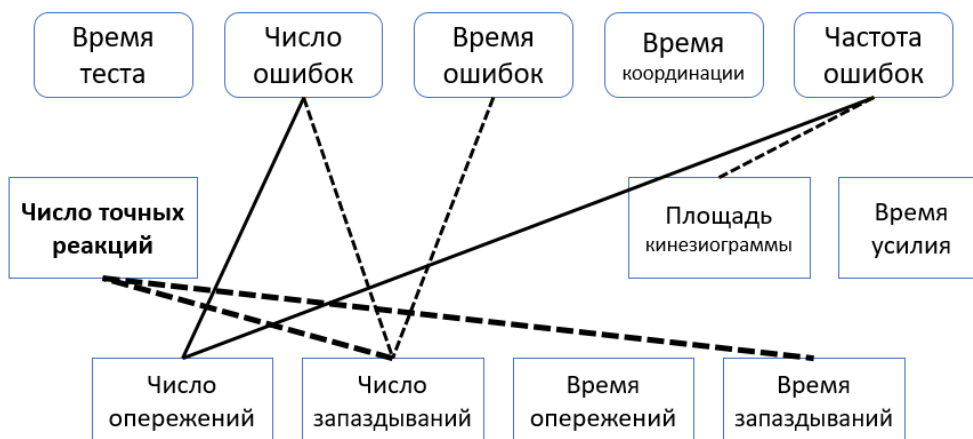 Время
теста
Число
ошибок
Время
ошибок
Время
координации
Частота
ошибок
Число точных
реакций
Площадь
кинезиограммы
Время
усилия
Число
опережений
Число
запаздываний
Время
опережений
Время
запаздываний